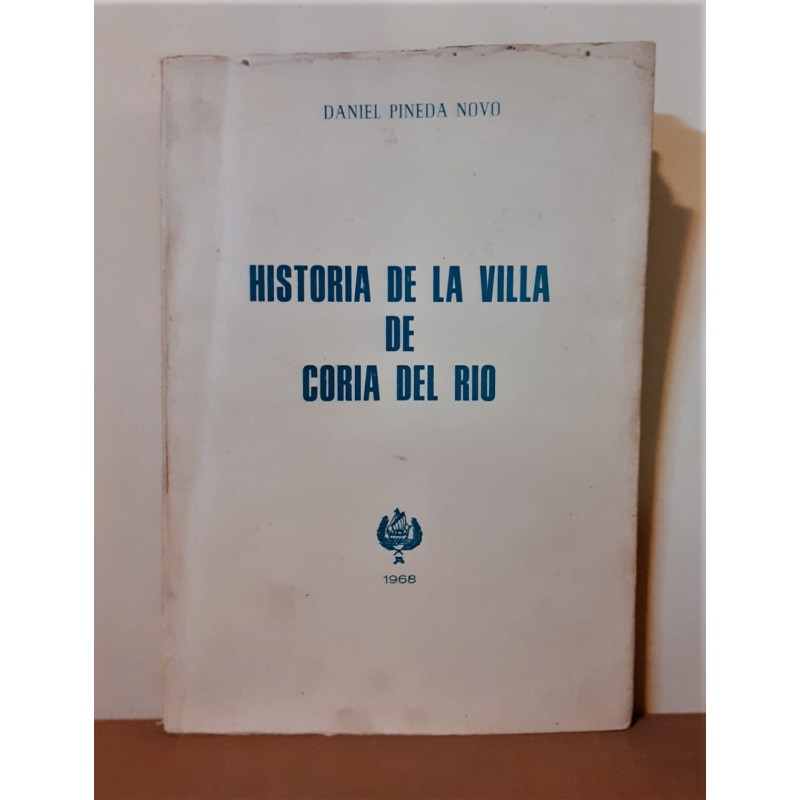 DANIEL PINEDA NOVO
HISTORIA DE LA VILLA
DE
CORIA DEL RIO
1968